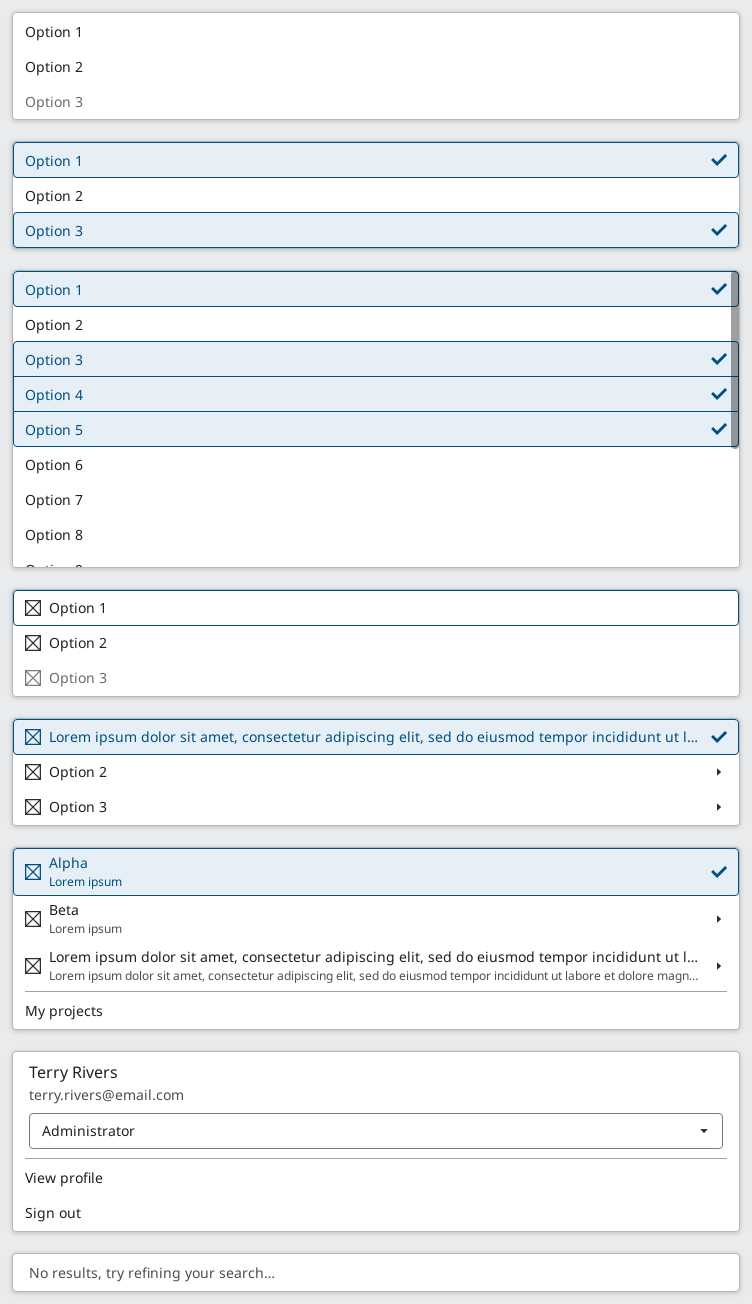 Option 1
Option 2
Option 3
Option 1
Option 2
Option 3
Option 1
Option 2
Option 3
Option 4
Option 5
Option 6
Option 7
Option 8
Option 1
Option 2
Option 3
Lorem ipsum dolor sit amet, consectetur adipiscing elit, sed do eiusmod tempor incididunt ut l...
Option 2
Option 3
Alpha
Lorem ipsum
Beta
Lorem ipsum
Lorem ipsum dolor sit amet, consectetur adipiscing elit, sed do eiusmod tempor incididunt ut l...
Lorem ipsum dolor sit amet, consectetur adipiscing elit, sed do eiusmod tempor incididunt ut labore et dolore magn...
My projects
Terry Rivers
terry.rivers@email.com
Administrator
View profile
Sign out
No results, try refining your search...